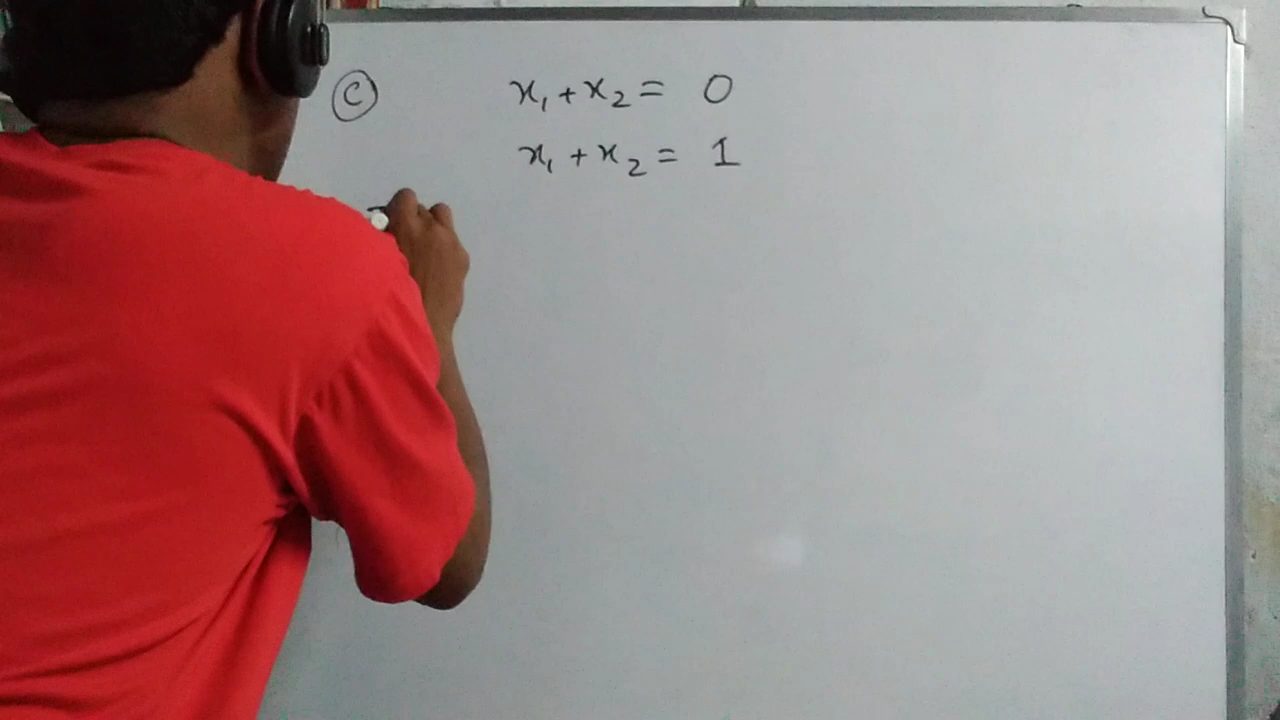 (c) x₁ + x₂ = 0
x₁ + x₂ = 1